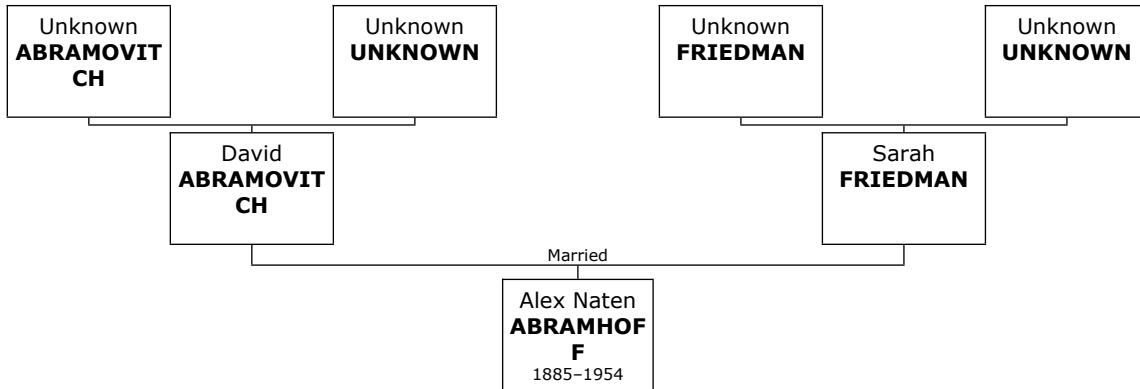 Unknown
ABRAMOVIT
CH
Unknown
UNKNOWN
Unknown
FRIEDMAN
Unknown
UNKNOWN
David
ABRAMOVIT
CH
Sarah
FRIEDMAN
Married
Alex Naten
ABRAMHOF
F
1885–1954